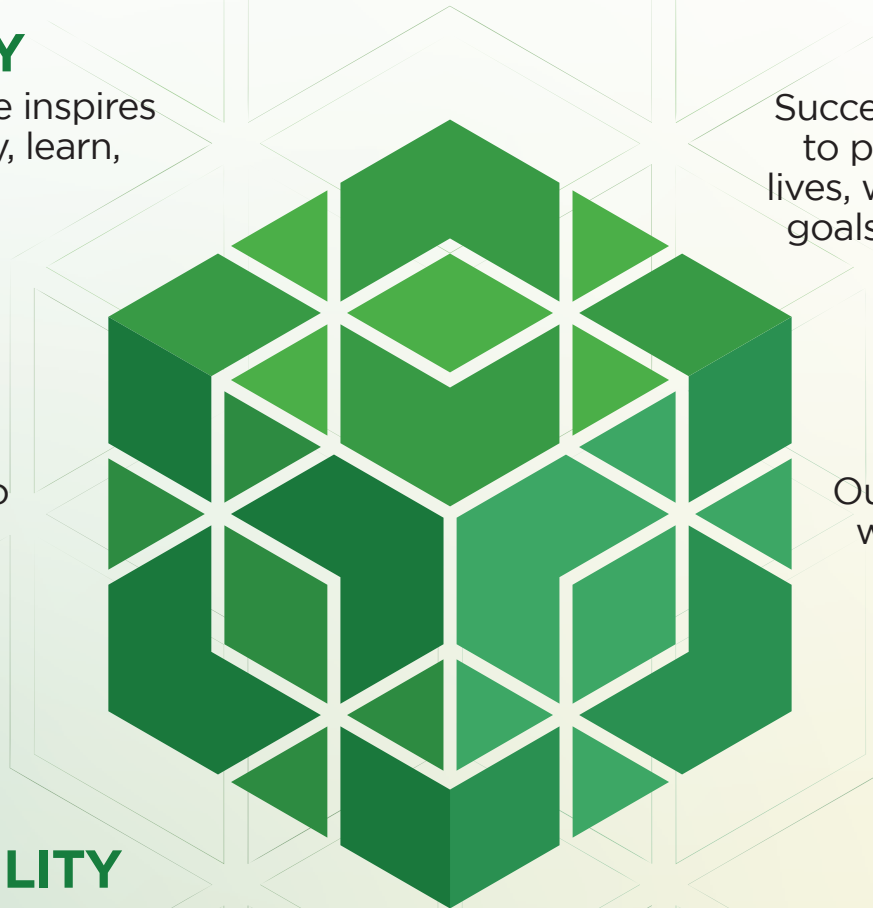 Y
e inspires
y, learn,
Succe
to p
lives, w
goals
o
Ou
w
LITY